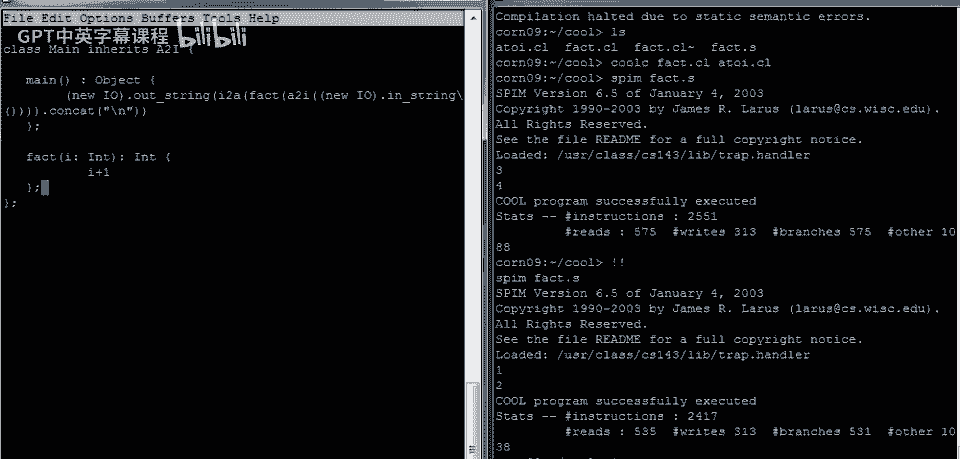 File Edit Options Buffers Tools Help
GPT中英字幕课程 bilibili
class Main inherits A2I {
main() : Object {
(new IO).out_string(i2a(fact(a2i((new IO).in_string\
()))).concat("\n"))
};
fact(i: Int): Int {
i+1
};
};
Compilation halted due to static semantic errors.
corn09:~/cool> ls
atoi.cl fact.cl fact.cl~ fact.s
corn09:~/cool> coolc fact.cl atoi.cl
corn09:~/cool> spim fact.s
SPIM Version 6.5 of January 4, 2003
Copyright 1990-2003 by James R. Larus (larus@cs.wisc.edu).
All Rights Reserved.
See the file README for a full copyright notice.
Loaded: /usr/class/cs143/lib/trap.handler
3
4
COOL program successfully executed
Stats -- #instructions : 2551
#reads : 575 #writes 313 #branches 575 #other 10
88
corn09:~/cool> !!
spim fact.s
SPIM Version 6.5 of January 4, 2003
Copyright 1990-2003 by James R. Larus (larus@cs.wisc.edu).
All Rights Reserved.
See the file README for a full copyright notice.
Loaded: /usr/class/cs143/lib/trap.handler
1
2
COOL program successfully executed
Stats -- #instructions : 2417
#reads : 535 #writes 313 #branches 531 #other 10
38